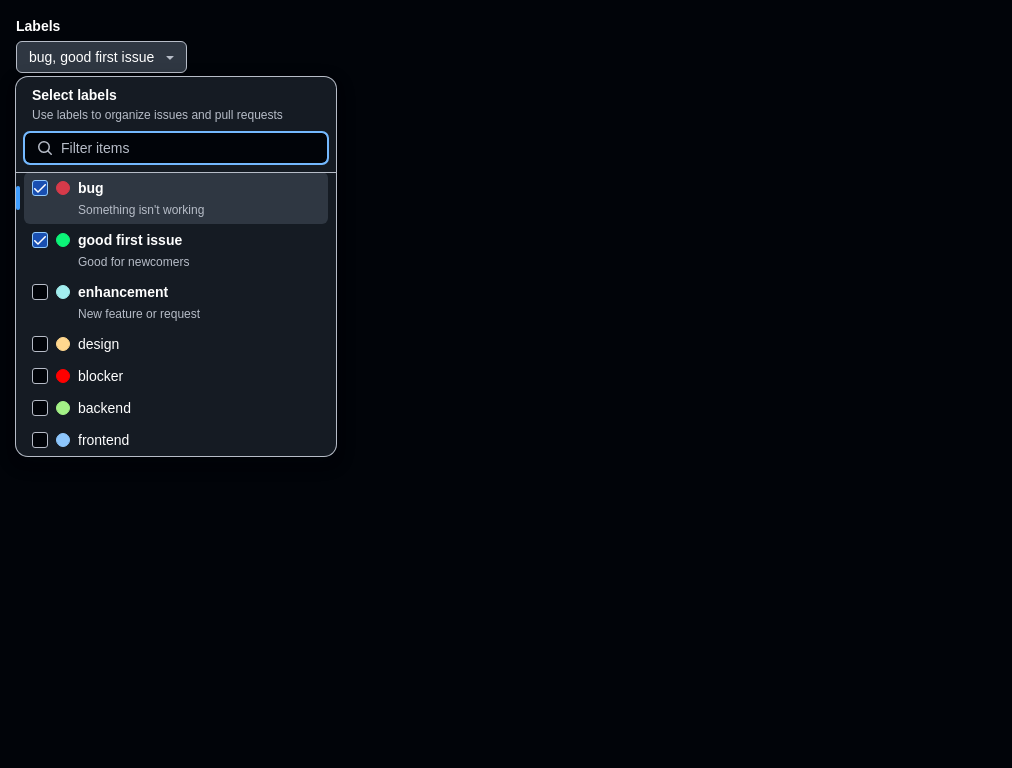 Labels
bug, good first issue
Select labels
Use labels to organize issues and pull requests
Filter items
bug
Something isn't working
good first issue
Good for newcomers
enhancement
New feature or request
design
blocker
backend
frontend